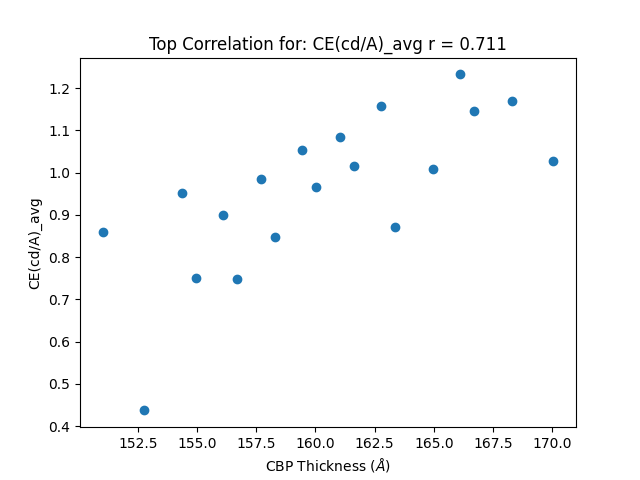 Top Correlation for: CE(cd/A)_avg r = 0.711
CE(cd/A)_avg
1.2
1.1
1.0
0.9
0.8
0.7
0.6
0.5
0.4
152.5 155.0 157.5 160.0 162.5 165.0 167.5 170.0
CBP Thickness (Å)